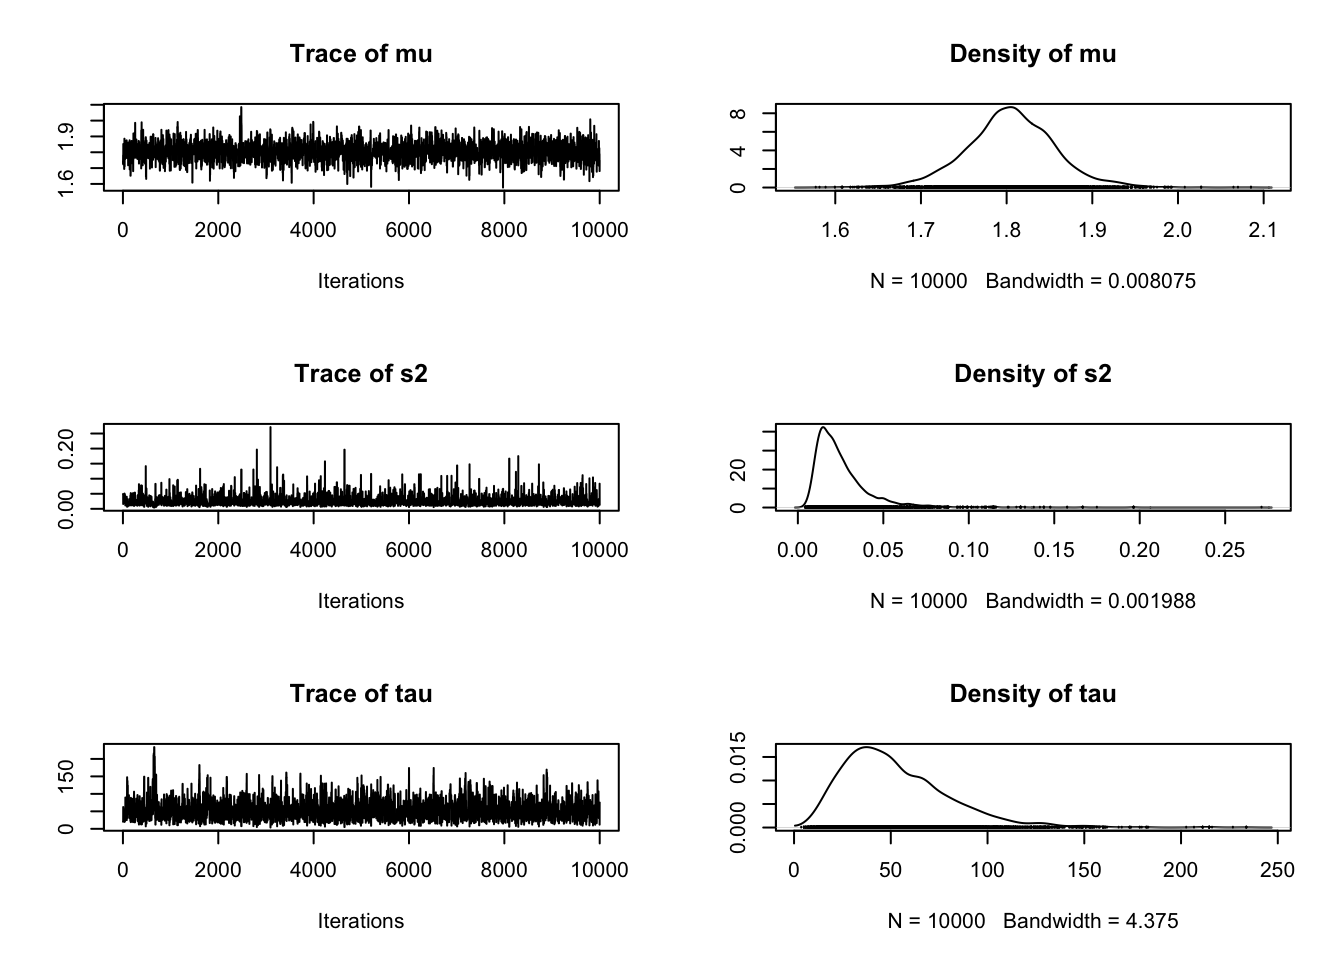 Trace of mu
1.6 1.9
0 2000 4000 6000 8000 10000
Iterations
Density of mu
0 4 8
1.6 1.7 1.8 1.9 2.0 2.1
N = 10000 Bandwidth = 0.008075
Trace of s2
0.00 0.20
0 2000 4000 6000 8000 10000
Iterations
Density of s2
0 20
0.00 0.05 0.10 0.15 0.20 0.25
N = 10000 Bandwidth = 0.001988
Trace of tau
0 150
0 2000 4000 6000 8000 10000
Iterations
Density of tau
0.000 0.015
0 50 100 150 200 250
N = 10000 Bandwidth = 4.375